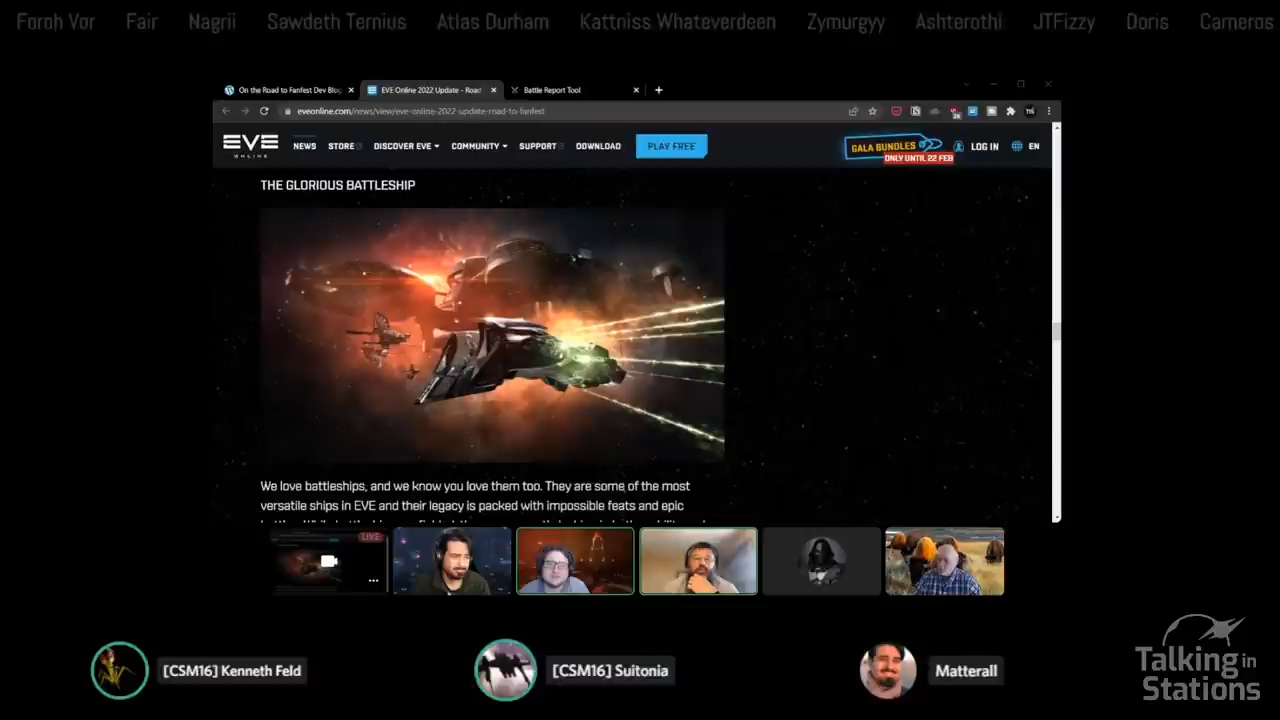 Farah Vor Fair Nagrii Sawdeth Ternius Atlas Durham Kattniss Whateverdeen Zymurgyy Ashterothi JTFizzy Doris Cameros
On the Road to Fanfest Dev Blog EVE Online 2022 Update - Road Battle Report Tool
eveonline.com/news/view/eve-online-2022-update-road-to-fanfest
EVE ONLINE NEWS STORE DISCOVER EVE COMMUNITY SUPPORT DOWNLOAD PLAY FREE GALA BUNDLES LOG IN EN
ONLY UNTIL 22 FEB
THE GLORIOUS BATTLESHIP
We love battleships, and we know you love them too. They are some of the most
versatile ships in EVE and their legacy is packed with impossible feats and epic
LIVE
[CSM16] Kenneth Feld [CSM16] Suitonia Matterall
Talking in
Stations